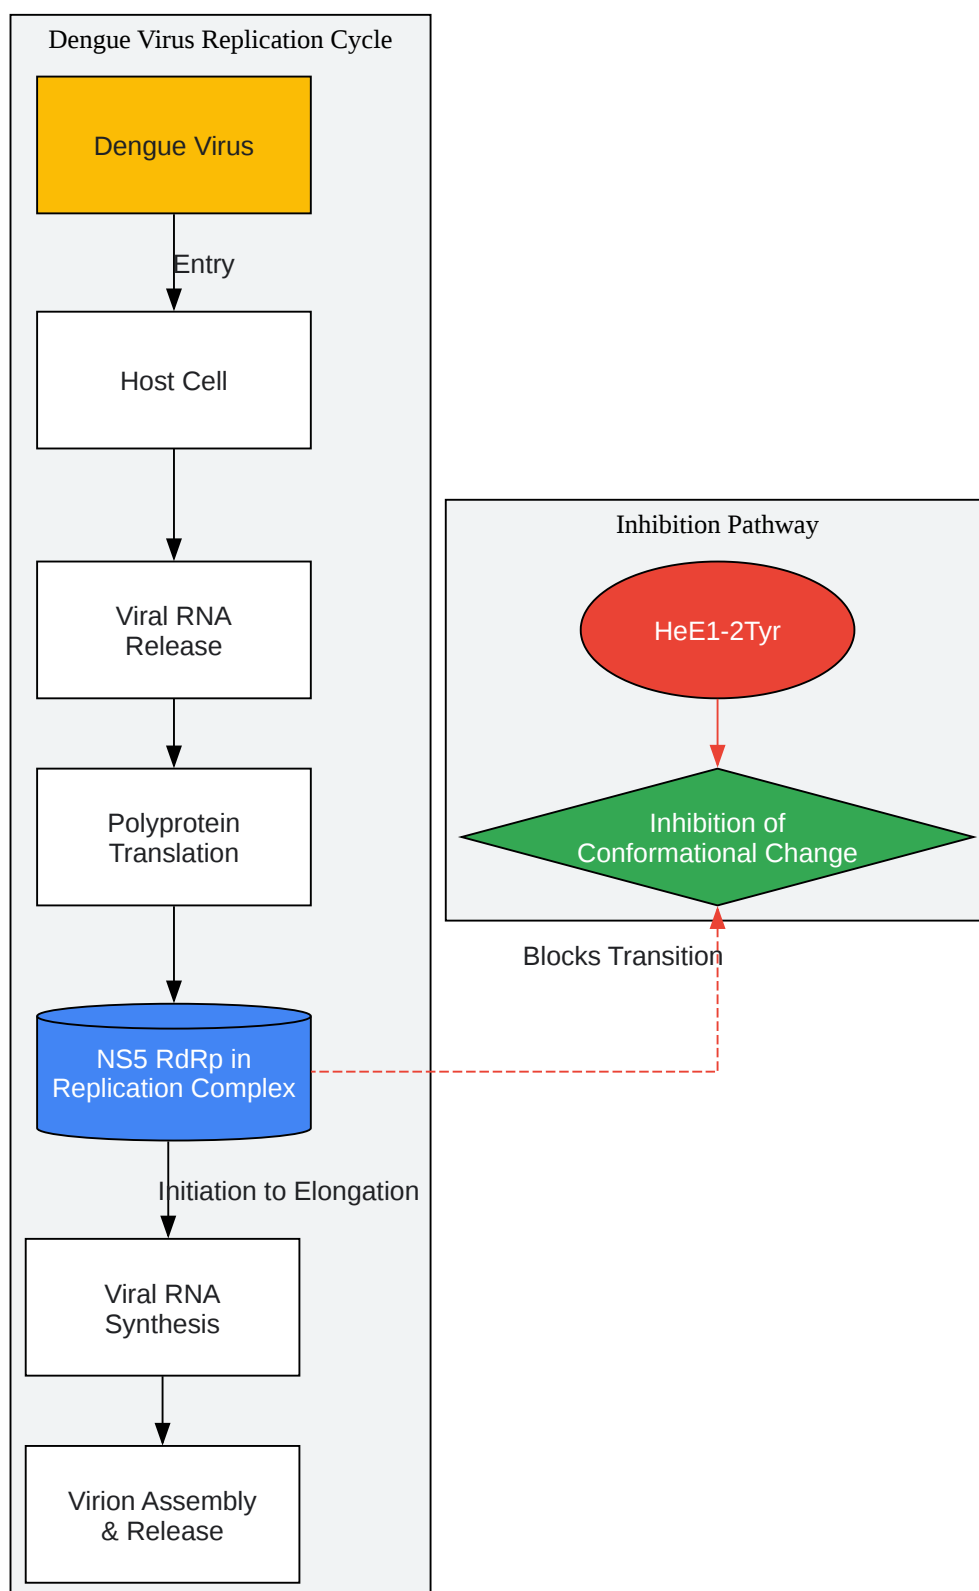 Dengue Virus Replication Cycle
Dengue Virus
Entry
Host Cell
Viral RNA
Release
Polyprotein
Translation
NS5 RdRp in
Replication Complex
Initiation to Elongation
Viral RNA
Synthesis
Virion Assembly
& Release
Inhibition Pathway
HeE1-2Tyr
Inhibition of
Conformational Change
Blocks Transition